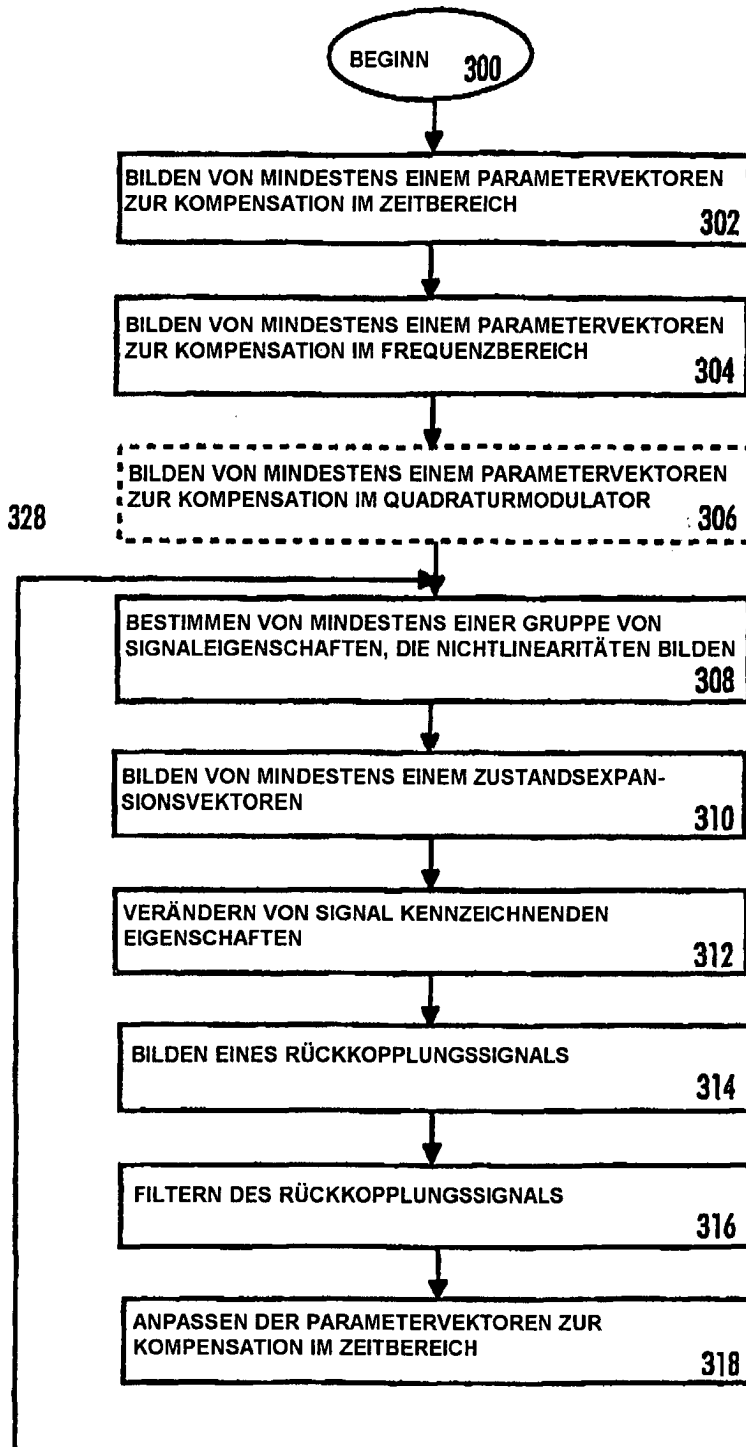 BEGINN 300
BILDEN VON MINDESTENS EINEM PARAMETERVEKTOREN
ZUR KOMPENSATION IM ZEITBEREICH
302
BILDEN VON MINDESTENS EINEM PARAMETERVEKTOREN
ZUR KOMPENSATION IM FREQUENZBEREICH
304
BILDEN VON MINDESTENS EINEM PARAMETERVEKTOREN
ZUR KOMPENSATION IM QUADRATURMODULATOR
306
328
BESTIMMEN VON MINDESTENS EINER GRUPPE VON
SIGNALEIGENSCHAFTEN, DIE NICHTLINEARITÄTEN BILDEN
308
BILDEN VON MINDESTENS EINEM ZUSTANDSEXPAN-
SIONSVEKTOREN
310
VERÄNDERN VON SIGNAL KENNZEICHNENDEN
EIGENSCHAFTEN
312
BILDEN EINES RÜCKKOPPLUNGSSIGNALS
314
FILTERN DES RÜCKKOPPLUNGSSIGNALS
316
ANPASSEN DER PARAMETERVEKTOREN ZUR
KOMPENSATION IM ZEITBEREICH
318